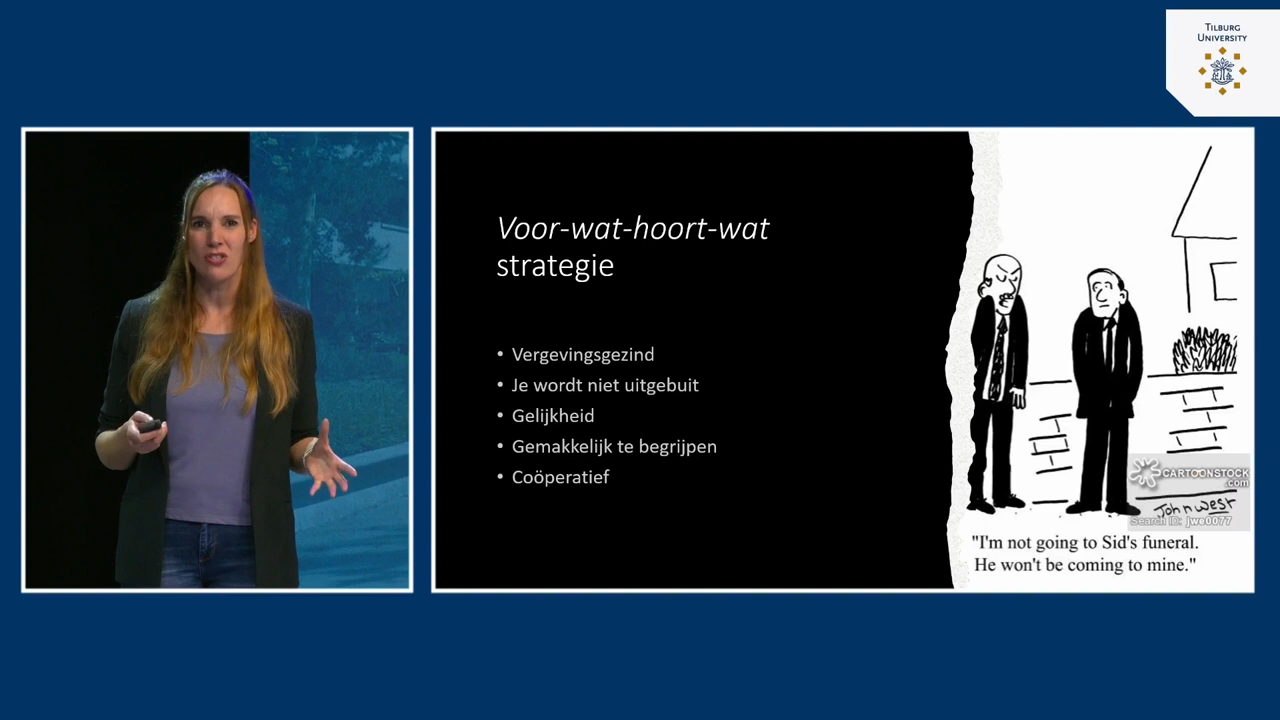 TILBURG
UNIVERSITY
Voor-wat-hoort-wat
strategie
• Vergevingsgezind
• Je wordt niet uitgebuit
• Gelijkheid
• Gemakkelijk te begrijpen
• Coöperatief
CARTOONSTOCK
.com
John West
Search ID: jwe0077
"I'm not going to Sid's funeral.
He won't be coming to mine."